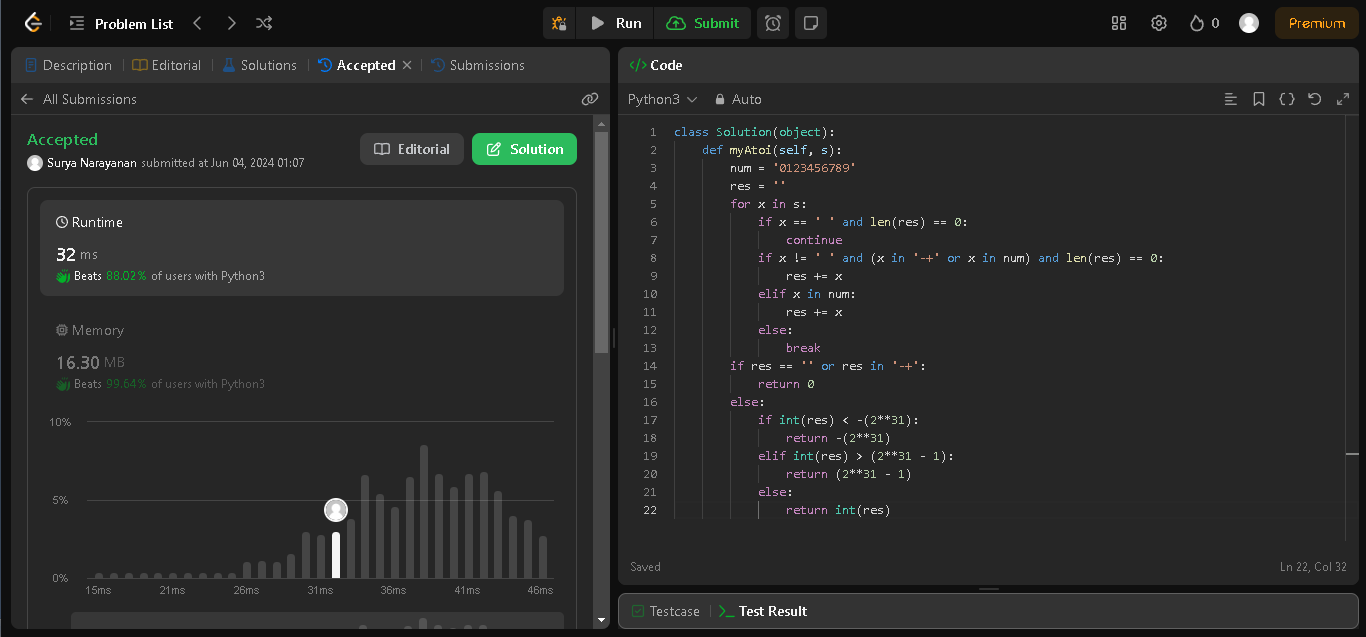 Problem List
Run
Submit
0
Premium
Description
Editorial
Solutions
Accepted
Submissions
All Submissions
Accepted
Surya Narayanan submitted at Jun 04, 2024 01:07
Editorial
Solution
Runtime
32 ms
Beats 88.02% of users with Python3
Memory
16.30 MB
Beats 99.64% of users with Python3
10%
5%
0%
15ms 21ms 26ms 31ms 36ms 41ms 46ms
</> Code
Python3
Auto
1 class Solution(object):
2     def myAtoi(self, s):
3         num = '0123456789'
4         res = ''
5         for x in s:
6             if x == ' ' and len(res) == 0:
7                 continue
8             if x != ' ' and (x in '-+' or x in num) and len(res) == 0:
9                 res += x
10             elif x in num:
11                 res += x
12             else:
13                 break
14         if res == '' or res in '-+':
15             return 0
16         else:
17             if int(res) < -(2**31):
18                 return -(2**31)
19             elif int(res) > (2**31 - 1):
20                 return (2**31 - 1)
21             else:
22                 return int(res)
Saved
Ln 22, Col 32
Testcase
Test Result